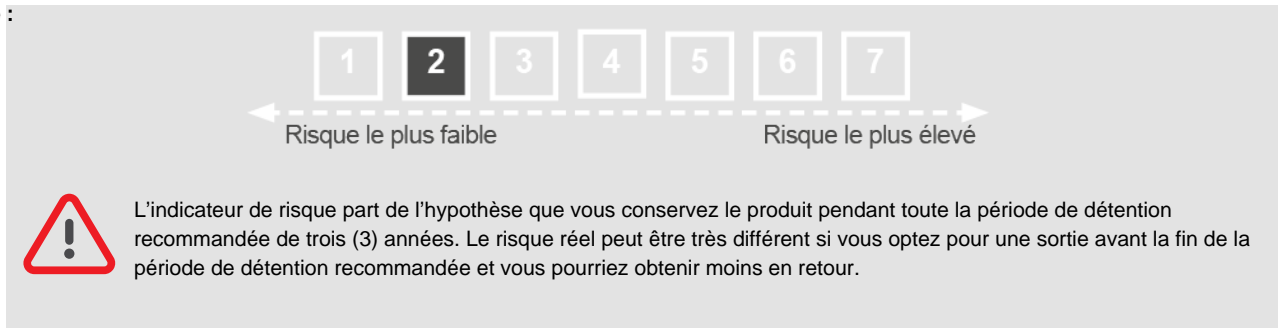 :
1 2 3 4 5 6 7
Risque le plus faible Risque le plus élevé
L'indicateur de risque part de l'hypothèse que vous conservez le produit pendant toute la période de détention
recommandée de trois (3) années. Le risque réel peut être très différent si vous optez pour une sortie avant la fin de la
période de détention recommandée et vous pourriez obtenir moins en retour.